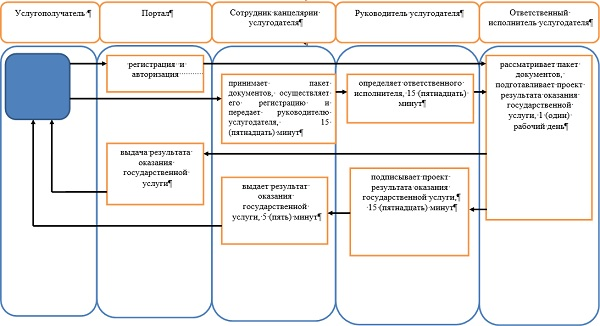 Услугополучатель ¶
Портал¶
Сотрудник·канцелярии·
услугодателя¶
¶
Руководитель·услугодателя¶
Ответственный·
исполнитель·услугодателя¶
регистрация и
авторизация
принимает пакет
документов,·осуществляет
его регистрацию и
передает·руководителю·
услугодателя,· 15·
(пятнадцать)·минут¶
определяет·ответственного·
исполнителя,·15·(пятнадцать)·
минут¶
рассматривает·пакет·
документов,·
подготавливает·проект·
результата·оказания·
государственной·
услуги,·1·(один)·
рабочий·день¶
выдача·результата·
оказания·
государственной·
услуги¶
выдает·результат·
оказания·
государственной·
услуги,·5·(пять)·минут¶
подписывает·проект·
результата·оказания·
государственной·услуги,¶
·15·(пятнадцать)·минут¶